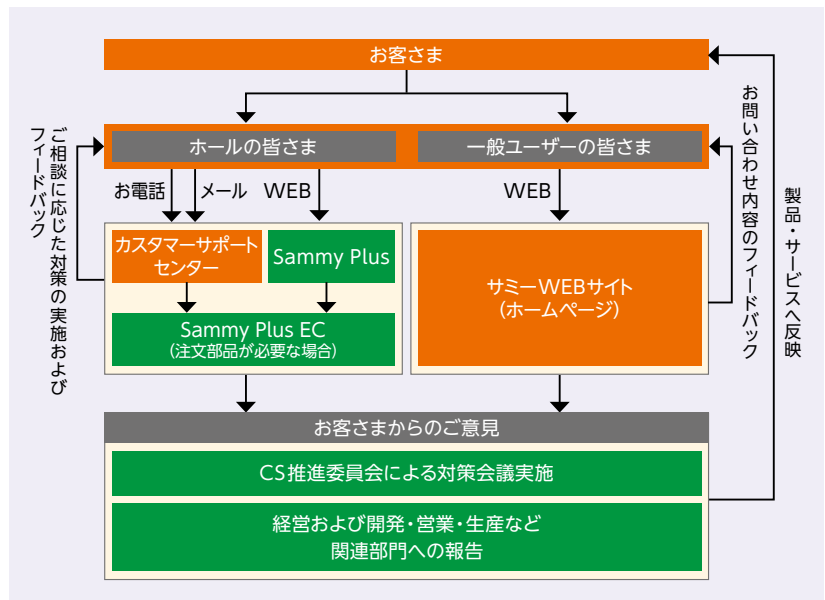 お客さま
ホールの皆さま
一般ユーザーの皆さま
お電話
メール
WEB
WEB
カスタマーサポート
センター
Sammy Plus
Sammy Plus EC
(注文部品が必要な場合)
サミーWEBサイト
(ホームページ)
ご相談に応じた対策の実施および
フィードバック
お問い合わせ内容のフィードバック
製品・サービスへ反映
お客さまからのご意見
CS推進委員会による対策会議実施
経営および開発・営業・生産など
関連部門への報告